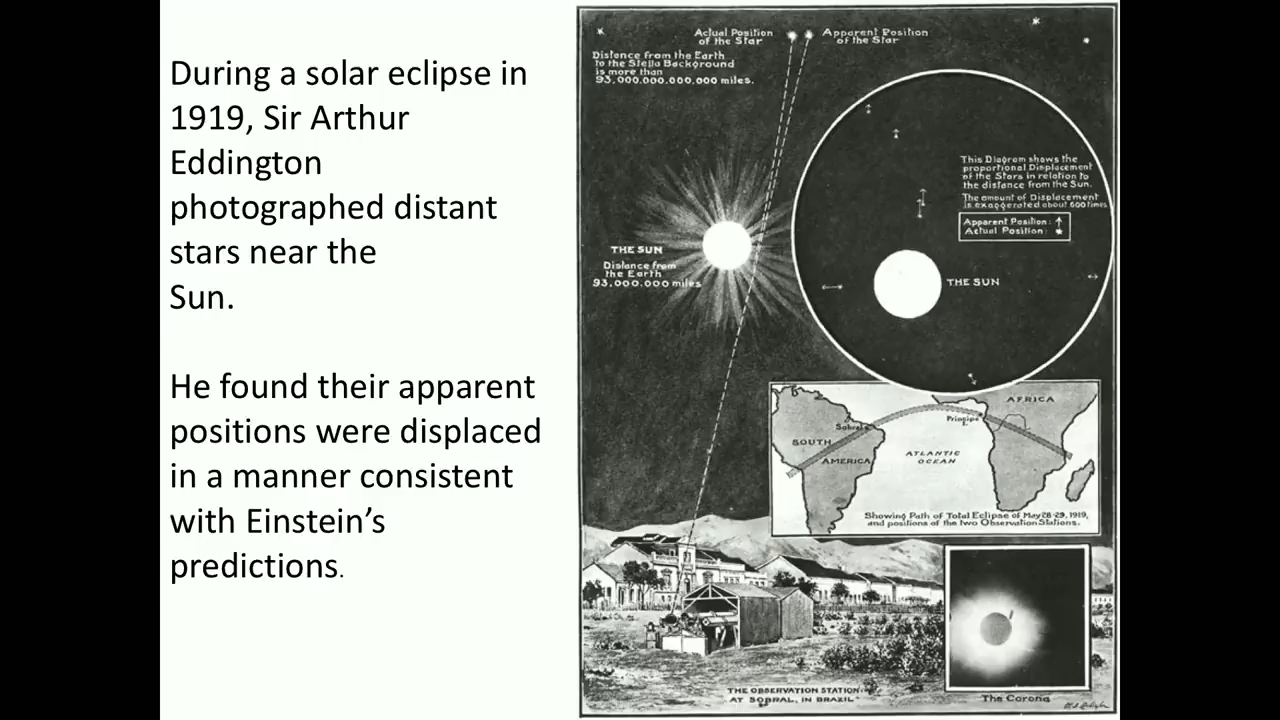 During a solar eclipse in
1919, Sir Arthur
Eddington
photographed distant
stars near the
Sun.
He found their apparent
positions were displaced
in a manner consistent
with Einstein's
predictions.
Actual Position
of the Star
Apparent Position
of the Star
Distance from the Earth
to the Stella Background
is more than
93,000,000,000,000 miles.
This Diagram shows the
proportional Displacement
of the Stars in relation to
the distance from the Sun.
The amount of Displacement
is exaggerated about 600 times
Apparent Position: ↑
Actual Position: *
THE SUN
Distance from
the Earth
93,000,000 miles
THE SUN
AFRICA
Principe
Sobral
SOUTH
AMERICA
ATLANTIC
OCEAN
Showing Path of Total Eclipse of May 28-29, 1919,
and positions of the two Observation Stations.
THE OBSERVATION STATION
AT SOBRAL, IN BRAZIL
The Corona